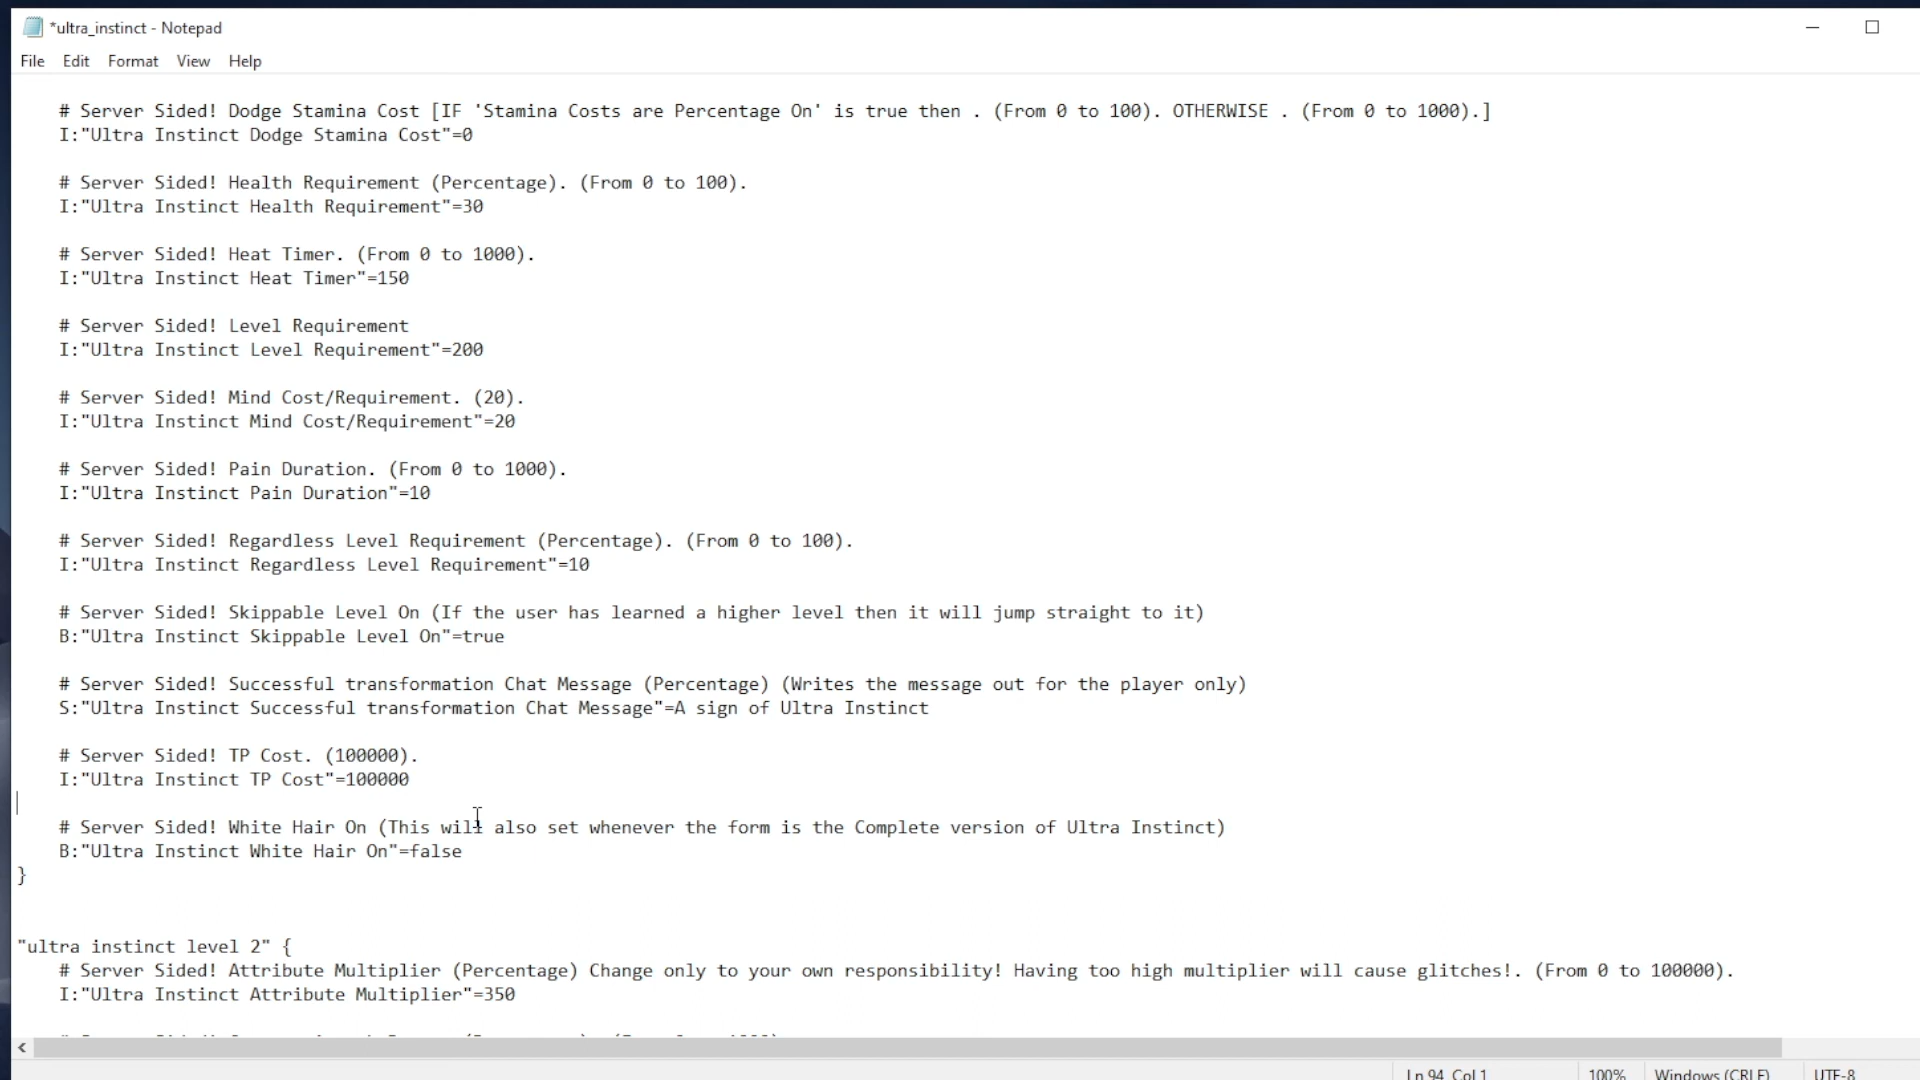 *ultra_instinct - Notepad
File Edit Format View Help
# Server Sided! Dodge Stamina Cost [IF 'Stamina Costs are Percentage On' is true then . (From 0 to 100). OTHERWISE . (From 0 to 1000).]
I:"Ultra Instinct Dodge Stamina Cost"=0
# Server Sided! Health Requirement (Percentage). (From 0 to 100).
I:"Ultra Instinct Health Requirement"=30
# Server Sided! Heat Timer. (From 0 to 1000).
I:"Ultra Instinct Heat Timer"=150
# Server Sided! Level Requirement
I:"Ultra Instinct Level Requirement"=200
# Server Sided! Mind Cost/Requirement. (20).
I:"Ultra Instinct Mind Cost/Requirement"=20
# Server Sided! Pain Duration. (From 0 to 1000).
I:"Ultra Instinct Pain Duration"=10
# Server Sided! Regardless Level Requirement (Percentage). (From 0 to 100).
I:"Ultra Instinct Regardless Level Requirement"=10
# Server Sided! Skippable Level On (If the user has learned a higher level then it will jump straight to it)
B:"Ultra Instinct Skippable Level On"=true
# Server Sided! Successful transformation Chat Message (Percentage) (Writes the message out for the player only)
S:"Ultra Instinct Successful transformation Chat Message"=A sign of Ultra Instinct
# Server Sided! TP Cost. (100000).
I:"Ultra Instinct TP Cost"=100000
# Server Sided! White Hair On (This will also set whenever the form is the Complete version of Ultra Instinct)
B:"Ultra Instinct White Hair On"=false
}
"ultra instinct level 2" {
# Server Sided! Attribute Multiplier (Percentage) Change only to your own responsibility! Having too high multiplier will cause glitches!. (From 0 to 100000).
I:"Ultra Instinct Attribute Multiplier"=350
Ln 94, Col 1 100% Windows (CRLF) UTF-8